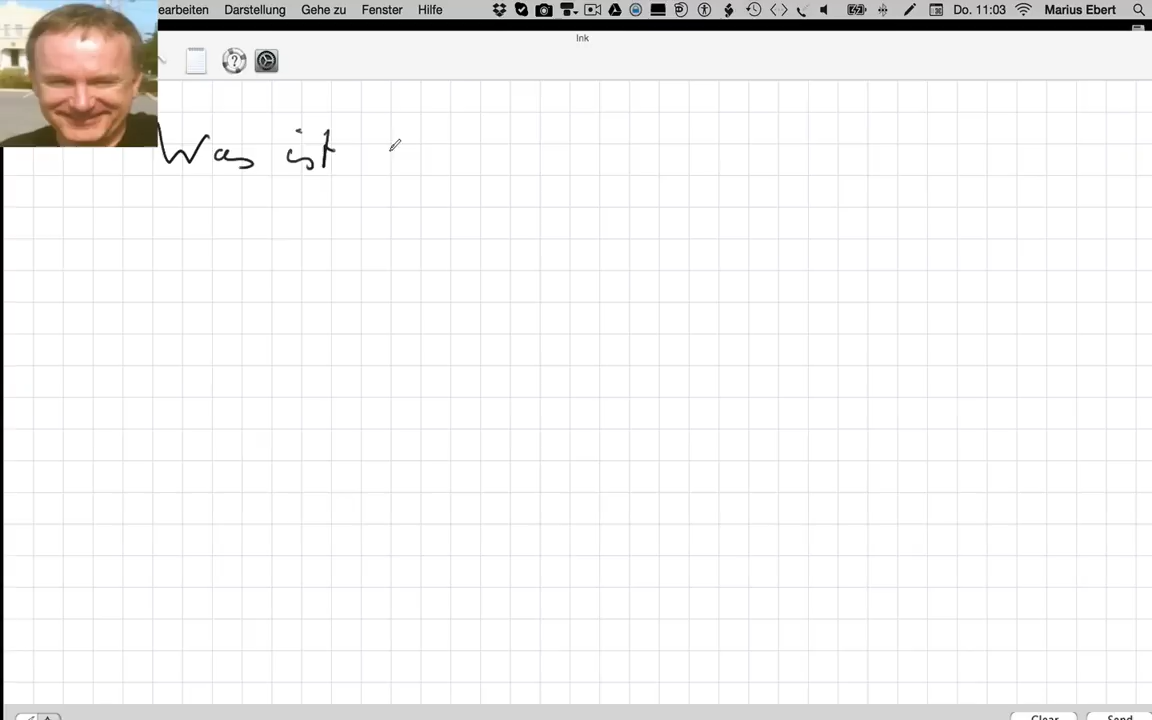 earbeiten Darstellung Gehe zu Fenster Hilfe Do. 11:03 Marius Ebert
Ink
Was ist
Clear Send